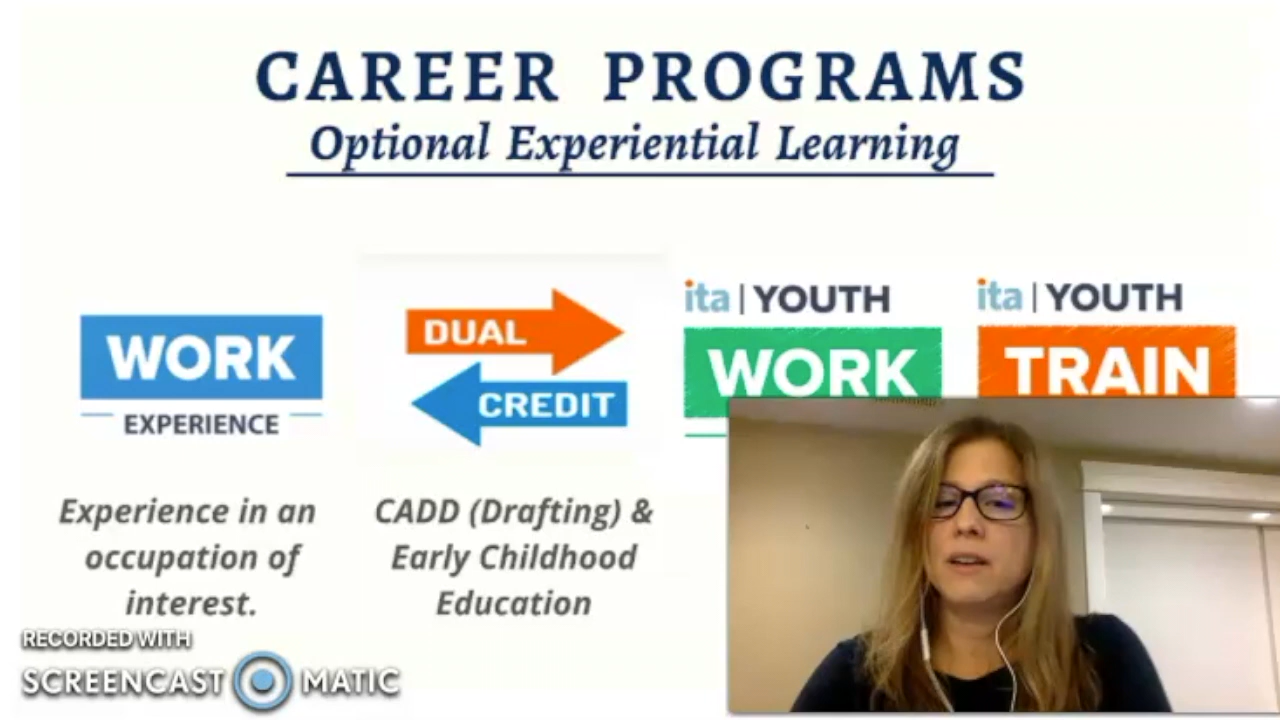 CAREER PROGRAMS
Optional Experiential Learning
WORK
EXPERIENCE
Experience in an
occupation of
interest.
DUAL
CREDIT
CADD (Drafting) &
Early Childhood
Education
ita | YOUTH
WORK
ita | YOUTH
TRAIN
RECORDED WITH
SCREENCAST MATIC